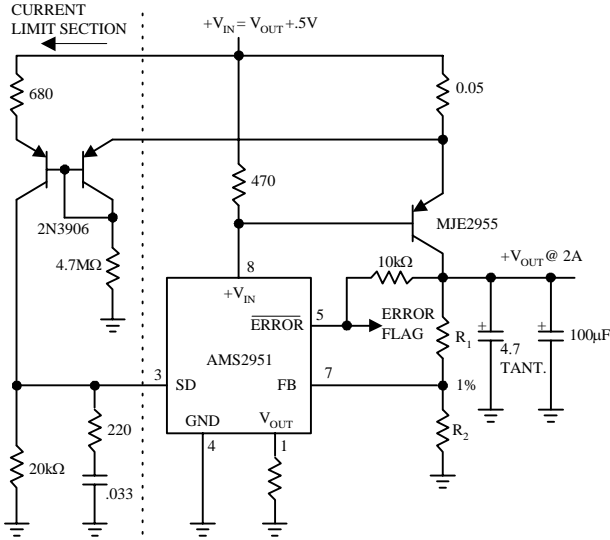 CURRENT
LIMIT SECTION
+V_IN = V_OUT +.5V
680
0.05
470
2N3906
MJE2955
4.7MΩ
10kΩ
+V_OUT @ 2A
8
+V_IN
5
ERROR
ERROR
FLAG
R_1
4.7
TANT.
100µF
AMS2951
3
SD
FB
7
1%
220
GND
V_OUT
R_2
4
1
20kΩ
.033